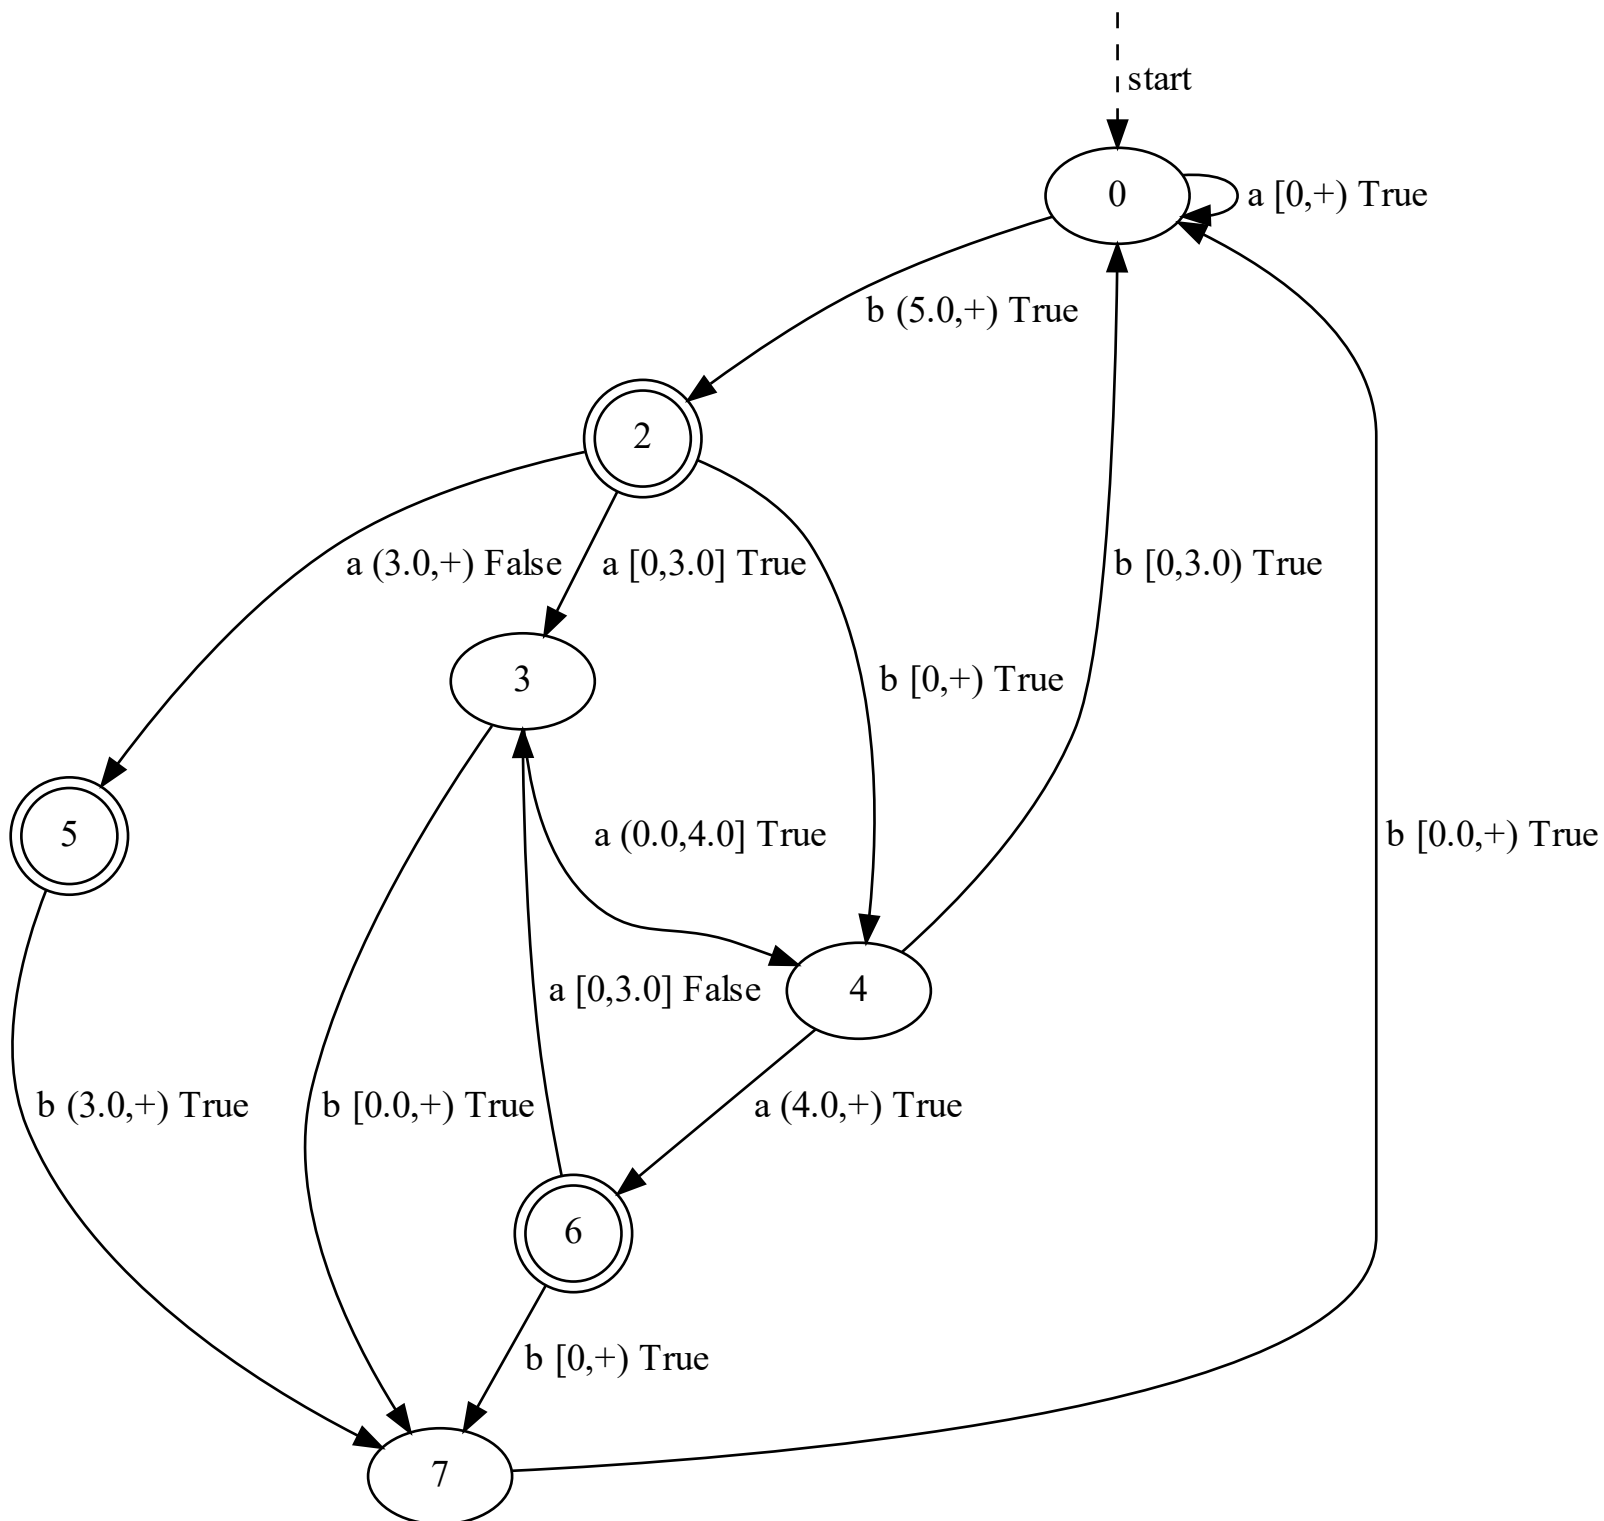 start
0
a [0,+) True
b (5.0,+) True
2
a (3.0,+) False
a [0,3.0] True
b [0,3.0) True
3
b [0,+) True
5
a (0.0,4.0] True
b [0.0,+) True
a [0,3.0] False
4
b (3.0,+) True
b [0.0,+) True
a (4.0,+) True
6
b [0,+) True
7